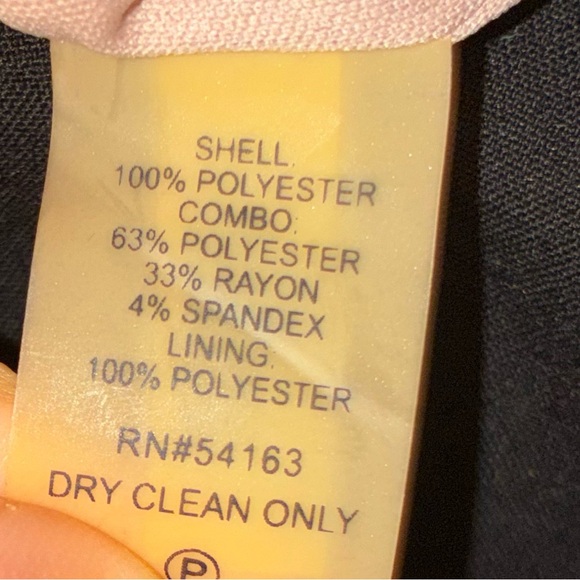 SHELL:
100% POLYESTER
COMBO:
63% POLYESTER
33% RAYON
4% SPANDEX
LINING:
100% POLYESTER
RN#54163
DRY CLEAN ONLY
P